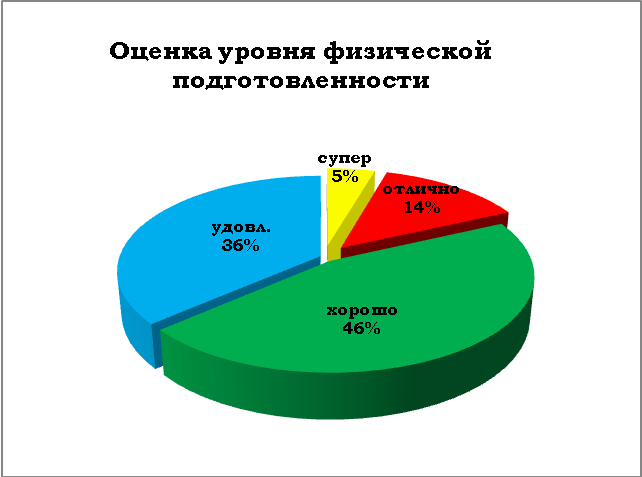 Оценка уровня физической
подготовленности
супер
5%
отлично
14%
удовл.
36%
хорошо
46%